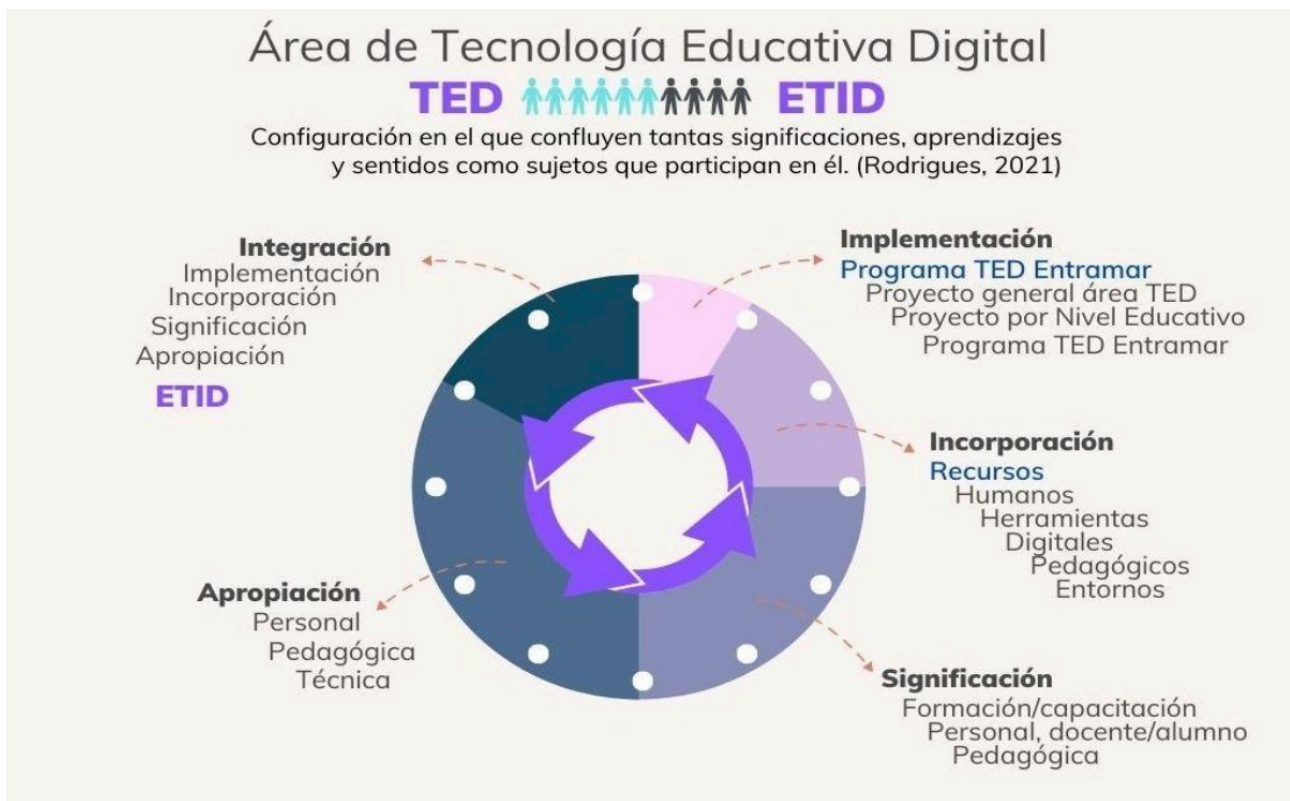 Área de Tecnología Educativa Digital
TED ETID
Configuración en el que confluyen tantas significaciones, aprendizajes
y sentidos como sujetos que participan en él. (Rodrigues, 2021)
Integración
Implementación
Incorporación
Significación
Apropiación
ETID
Implementación
Programa TED Entramar
Proyecto general área TED
Proyecto por Nivel Educativo
Programa TED Entramar
Incorporación
Recursos
Humanos
Herramientas
Digitales
Pedagógicos
Entornos
Apropiación
Personal
Pedagógica
Técnica
Significación
Formación/capacitación
Personal, docente/alumno
Pedagógica